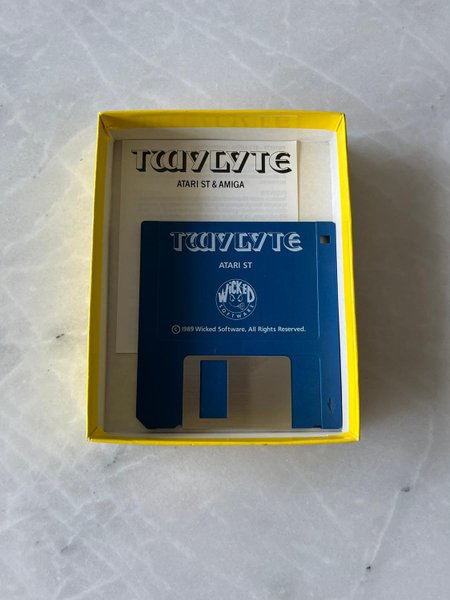 TWYLYTE
ATARI ST & AMIGA
TWYLYTE
ATARI ST
WICKED
SOFTWARE
© 1989 Wicked Software, All Rights Reserved.